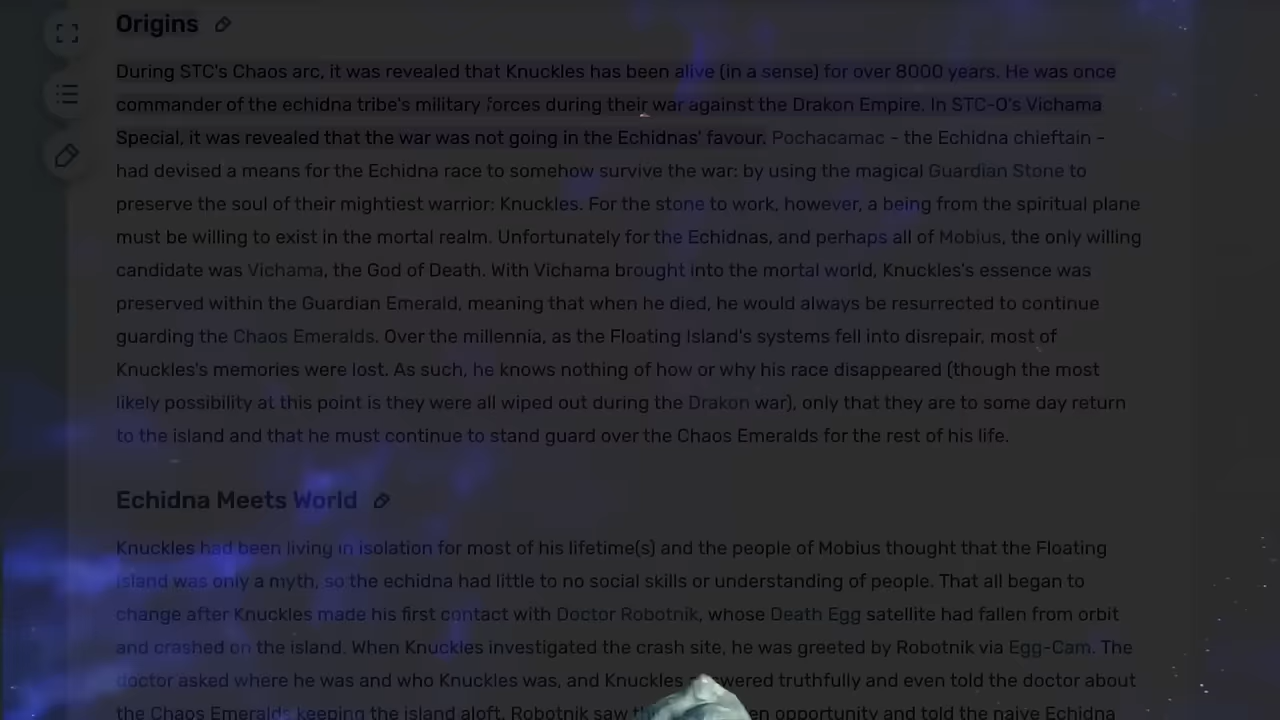 Origins
During STC's Chaos arc, it was revealed that Knuckles has been alive (in a sense) for over 8000 years. He was once
commander of the echidna tribe's military forces during their war against the Drakon Empire. In STC-O's Vichama
Special, it was revealed that the war was not going in the Echidnas' favour. Pochacamac – the Echidna chieftain –
had devised a means for the Echidna race to somehow survive the war: by using the magical Guardian Stone to
preserve the soul of their mightiest warrior: Knuckles. For the stone to work, however, a being from the spiritual plane
must be willing to exist in the mortal realm. Unfortunately for the Echidnas, and perhaps all of Mobius, the only willing
candidate was Vichama, the God of Death. With Vichama brought into the mortal world, Knuckles's essence was
preserved within the Guardian Emerald, meaning that when he died, he would always be resurrected to continue
guarding the Chaos Emeralds. Over the millennia, as the Floating Island's systems fell into disrepair, most of
Knuckles's memories were lost. As such, he knows nothing of how or why his race disappeared (though the most
likely possibility at this point is they were all wiped out during the Drakon war), only that they are to some day return
to the island and that he must continue to stand guard over the Chaos Emeralds for the rest of his life.
Echidna Meets World
Knuckles had been living in isolation for most of his lifetime(s) and the people of Mobius thought that the Floating
Island was only a myth, so the echidna had little to no social skills or understanding of people. That all began to
change after Knuckles made his first contact with Doctor Robotnik, whose Death Egg satellite had fallen from orbit
and crashed on the island. When Knuckles investigated the crash site, he was greeted by Robotnik via Egg-Cam. The
doctor asked where he was and who Knuckles was, and Knuckles answered truthfully and even told the doctor about
the Chaos Emeralds keeping the island aloft. Robotnik saw opportunity and told the naive Echidna